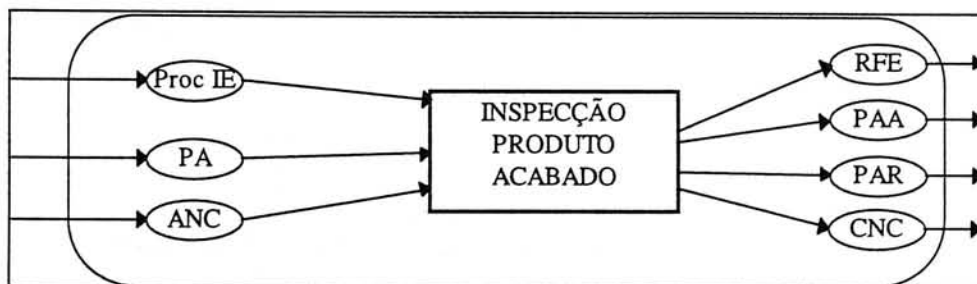 Proc IE
PA
ANC
INSPECÇÃO
PRODUTO
ACABADO
RFE
PAA
PAR
CNC